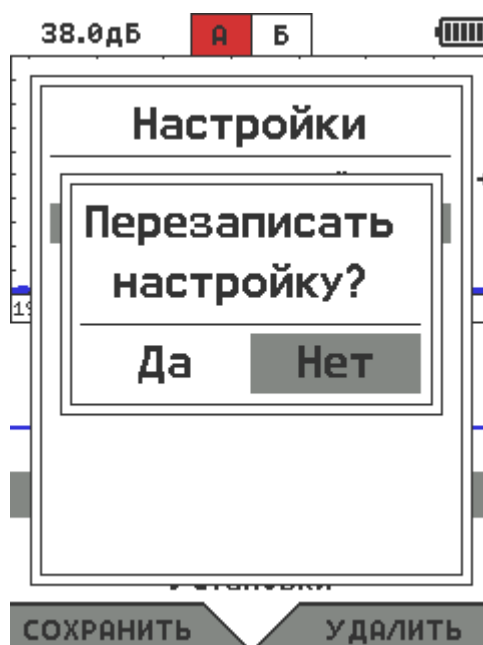 38.0дБ А Б
Настройки
Перезаписать
настройку?
Да Нет
СОХРАНИТЬ УДАЛИТЬ